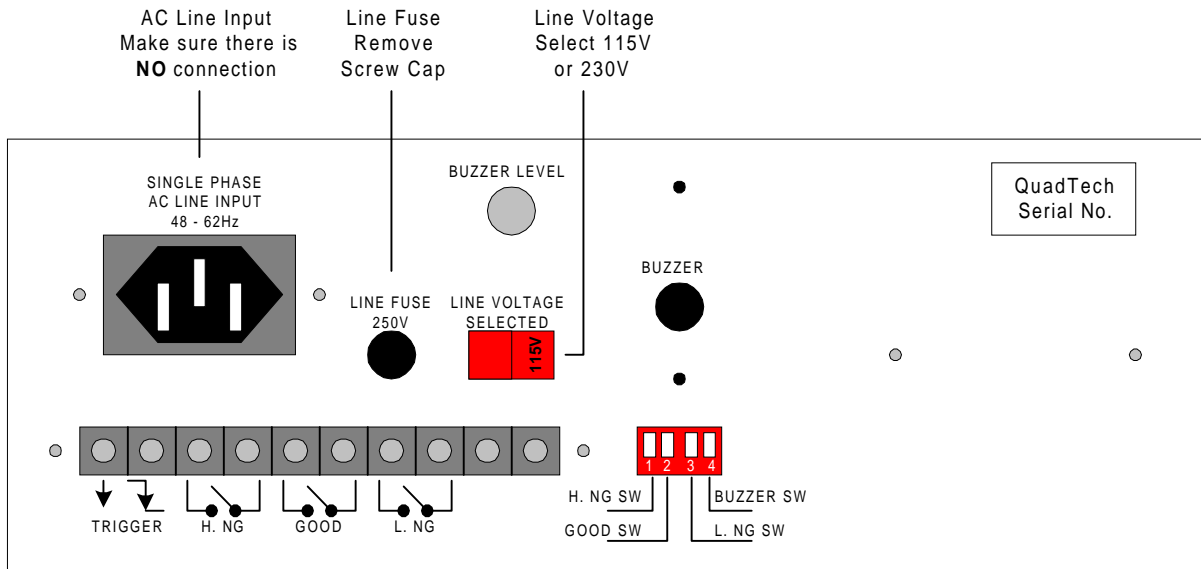 AC Line Input
Make sure there is
NO connection
Line Fuse
Remove
Screw Cap
Line Voltage
Select 115V
or 230V
SINGLE PHASE
AC LINE INPUT
48 - 62Hz
BUZZER LEVEL
QuadTech
Serial No.
BUZZER
LINE FUSE
250V
LINE VOLTAGE
SELECTED
115V
1 2 3 4
TRIGGER
H. NG
GOOD
L. NG
H. NG SW
BUZZER SW
GOOD SW
L. NG SW